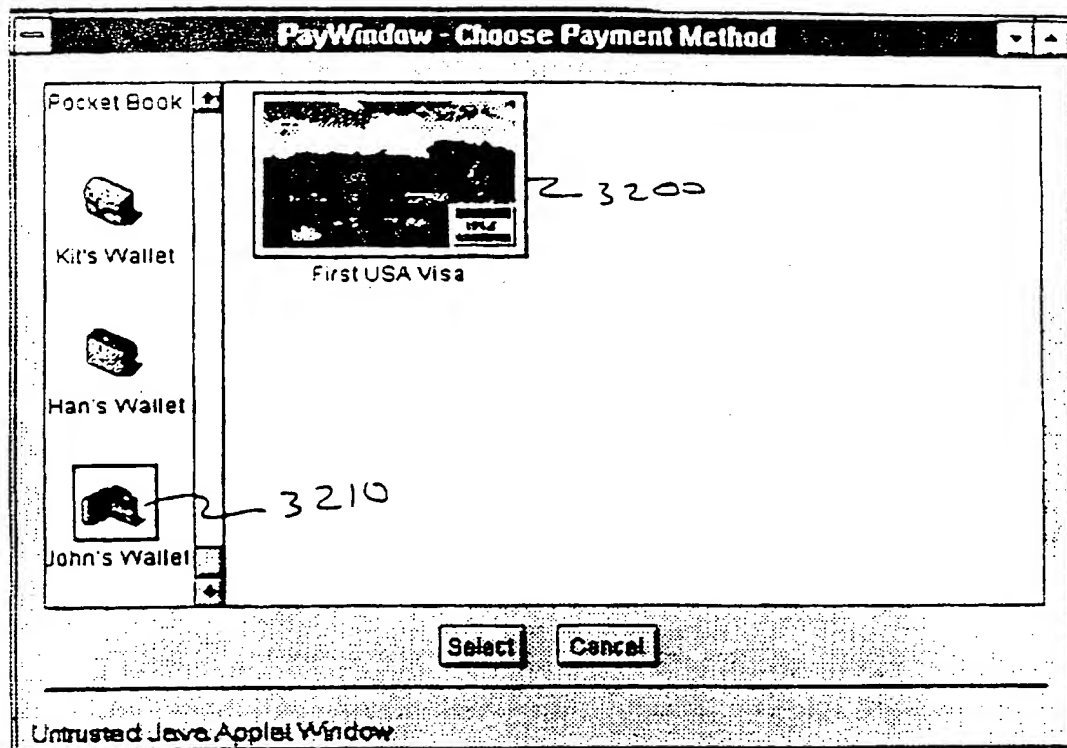 PayWindow - Choose Payment Method
Pocket Book
3200
Kit's Wallet
First USA Visa
Han's Wallet
3210
John's Wallet
Select Cancel
Untrusted Java Applet Window